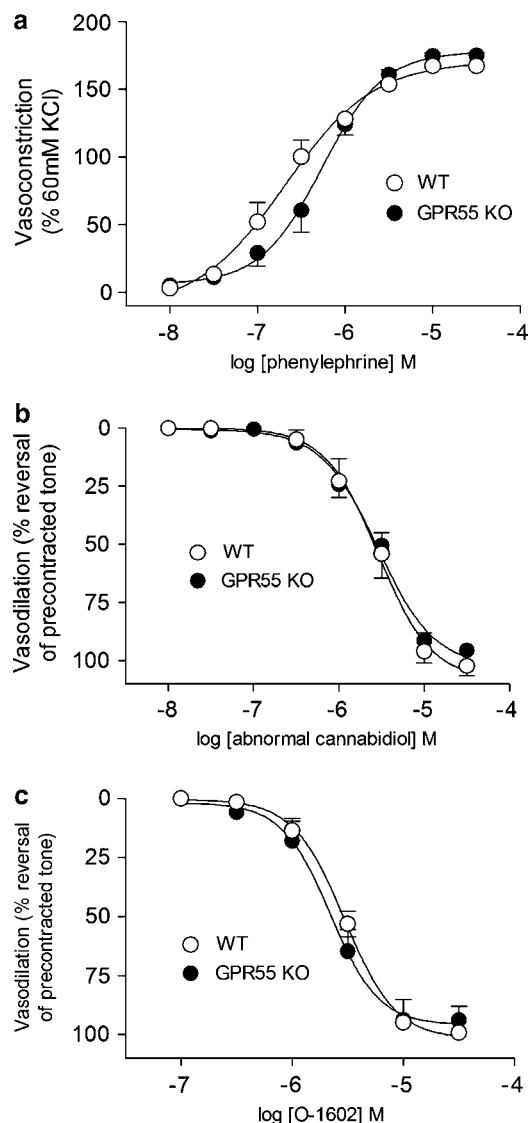 a
Vasoconstriction
(% 60mM KCl)
200
150
100
50
0
WT
GPR55 KO
-8 -7 -6 -5 -4
log [phenylephrine] M
b
Vasodilation (% reversal
of precontracted tone)
0
25
50
75
100
WT
GPR55 KO
-8 -7 -6 -5 -4
log [abnormal cannabidiol] M
c
Vasodilation (% reversal
of precontracted tone)
0
25
50
75
100
WT
GPR55 KO
-7 -6 -5 -4
log [O-1602] M